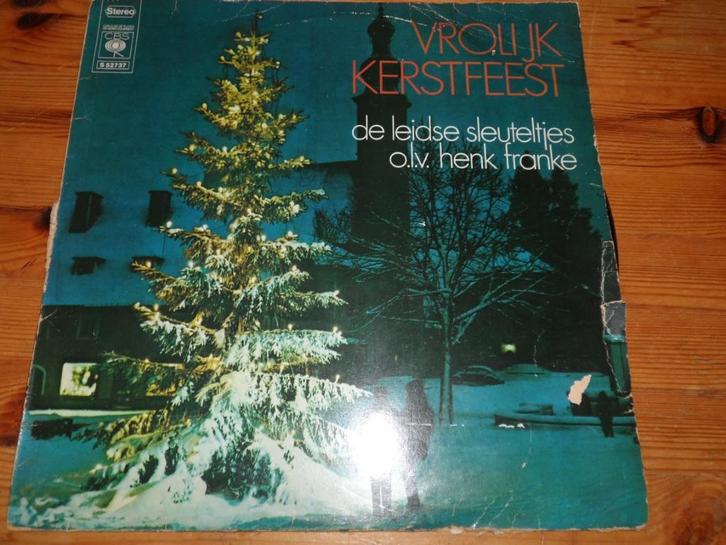 Stereo
CBS
S 52737
VROLIJK
KERSTFEEST
de leidse sleuteltjes
o.l.v. henk franke